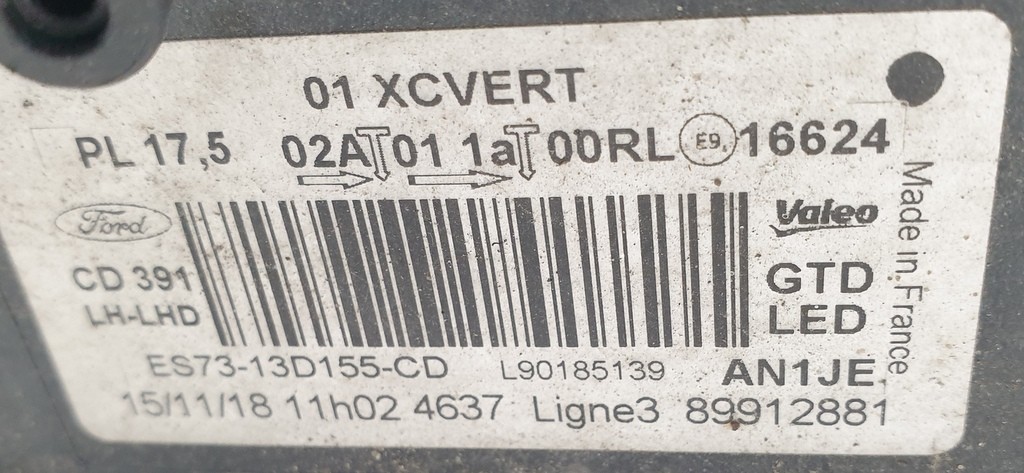 01 XCVERT
PL 17,5 02A 01 1a 00RL E9 16624
Ford
Valeo
CD 391
LH-LHD
GTD
LED
Made in France
ES73-13D155-CD L90185139 AN1JE
15/11/18 11h02 4637 Ligne3 89912881